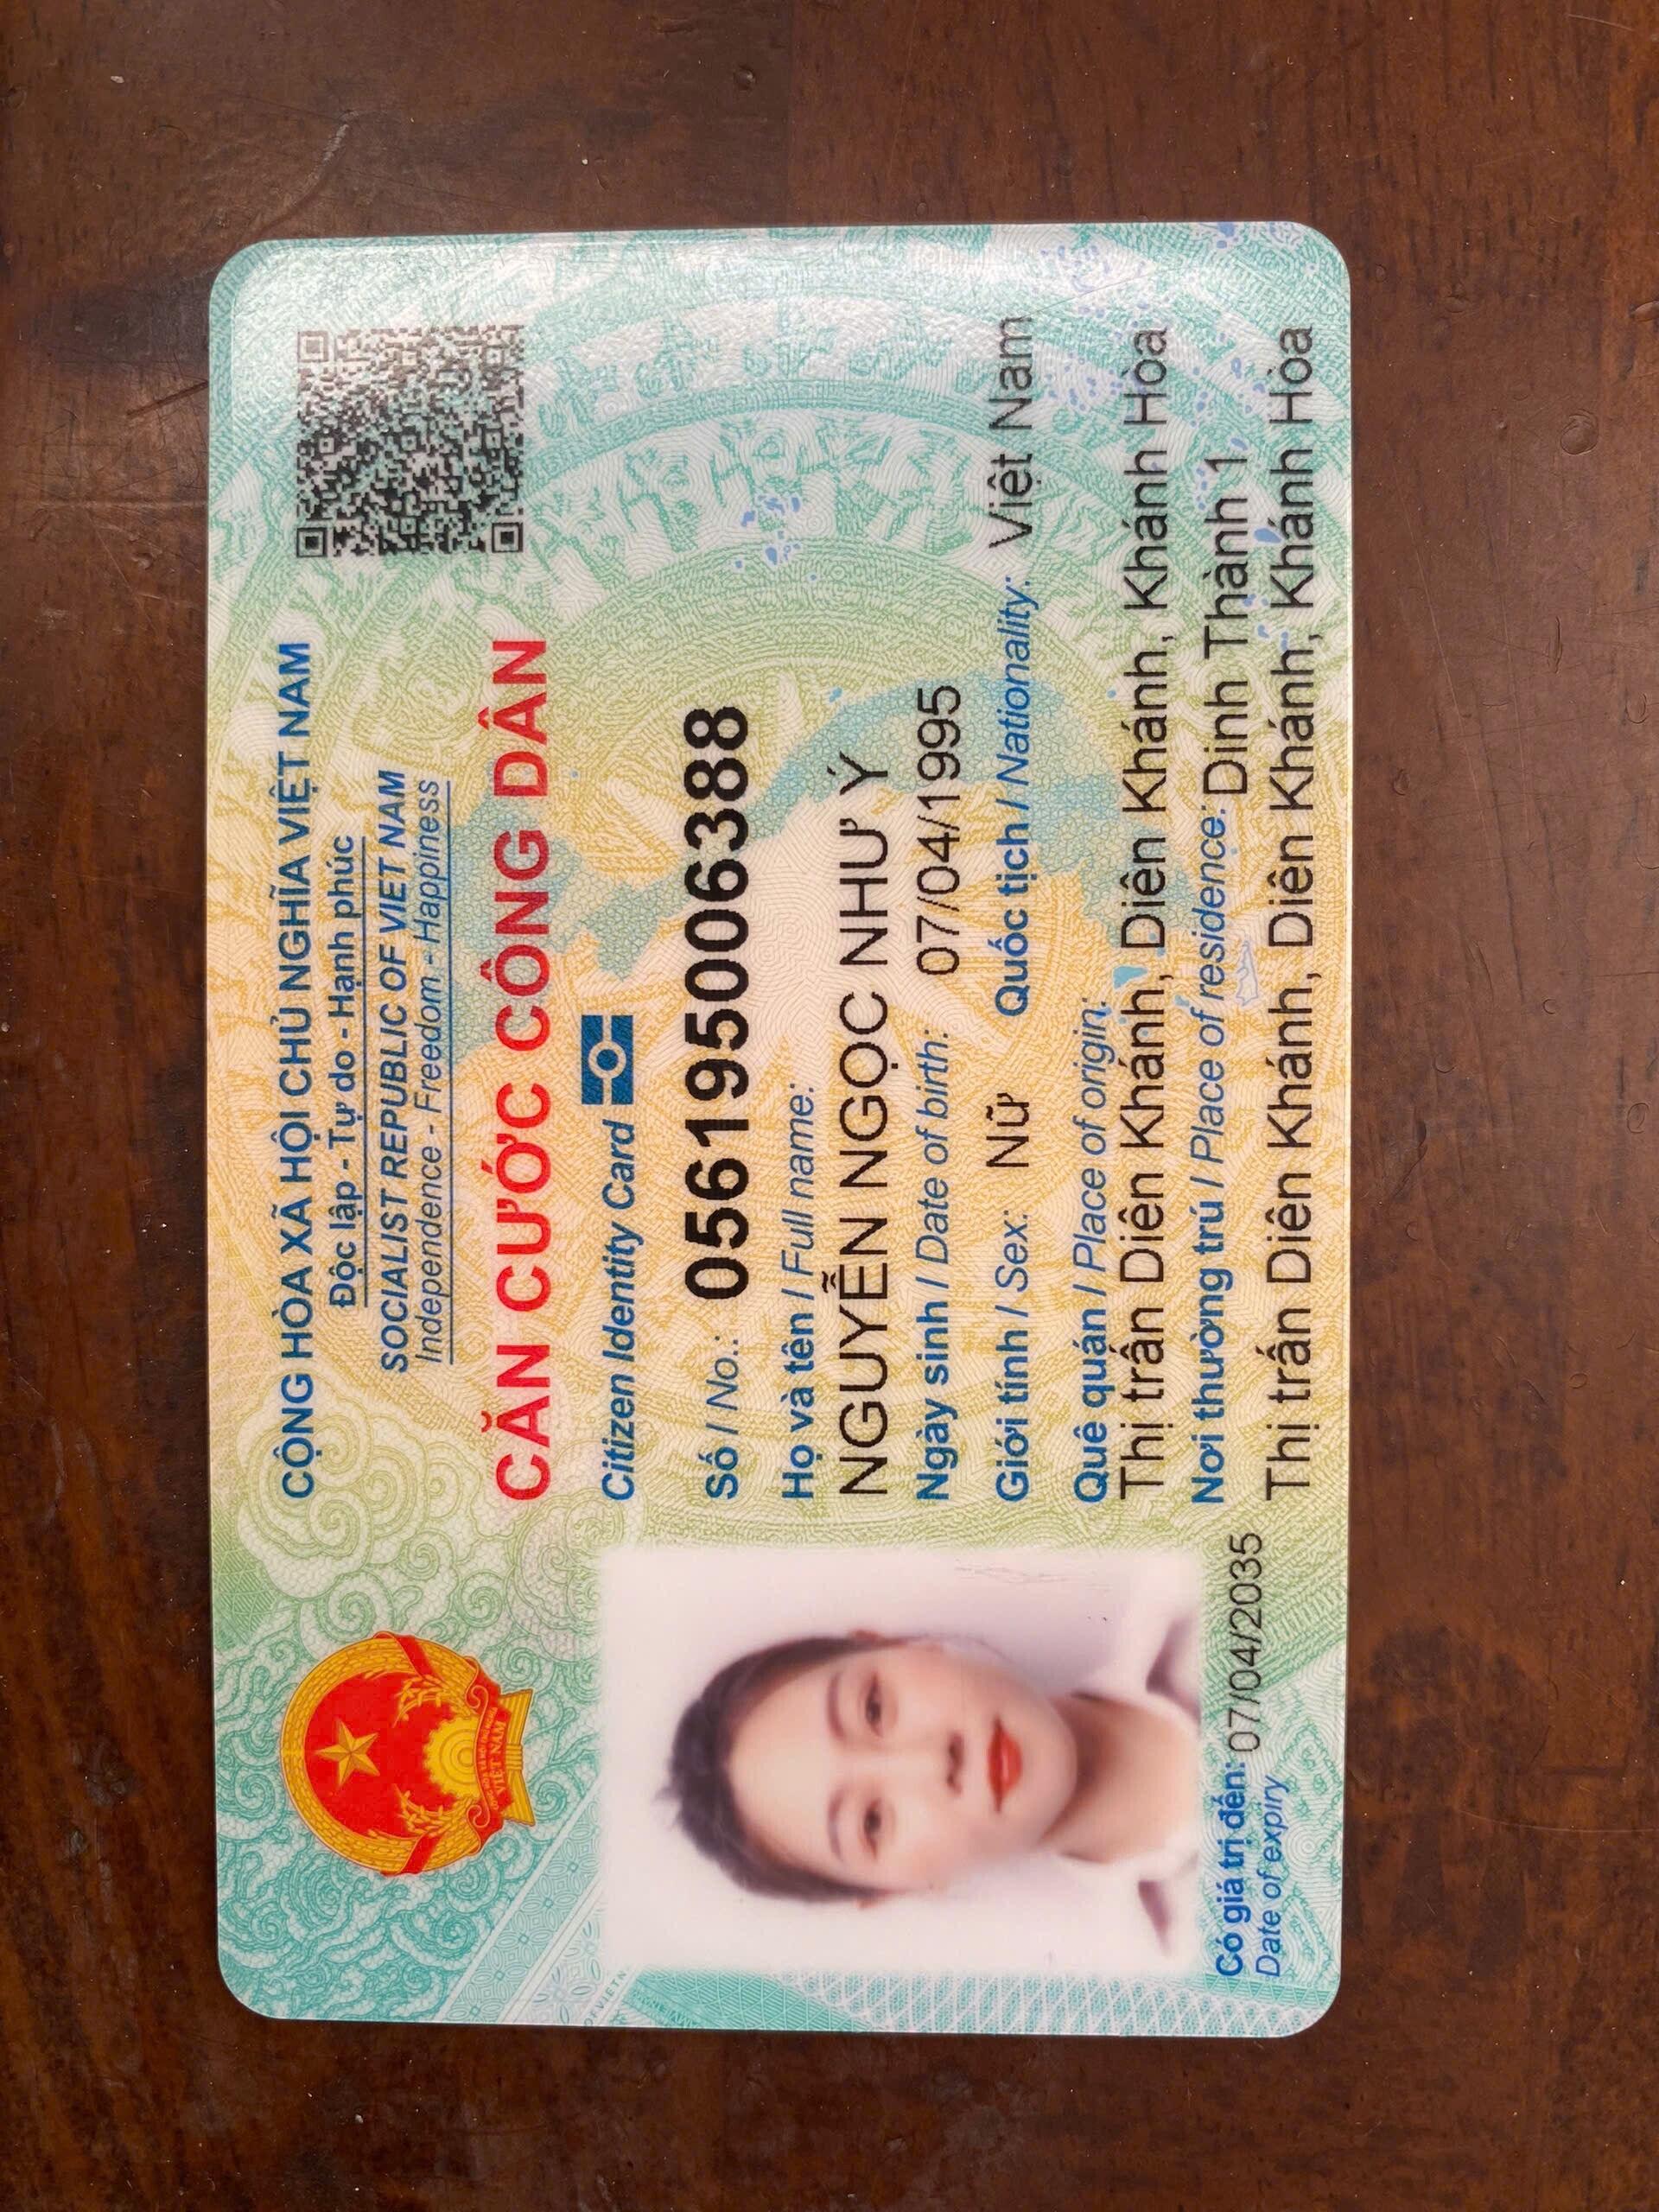 CỘNG HÒA XÃ HỘI CHỦ NGHĨA VIỆT NAM
Độc lập - Tự do - Hạnh phúc
SOCIALIST REPUBLIC OF VIET NAM
Independence - Freedom - Happiness
CĂN CƯỚC CÔNG DÂN
Citizen Identity Card
Số / No.: 056195006388
Họ và tên / Full name:
NGUYỄN NGỌC NHƯ Ý
Ngày sinh / Date of birth: 07/04/1995
Giới tính / Sex: Nữ Quốc tịch / Nationality: Việt Nam
Quê quán / Place of origin:
Thị trấn Diên Khánh, Diên Khánh, Khánh Hòa
Nơi thường trú / Place of residence: Dinh Thành 1
Thị trấn Diên Khánh, Diên Khánh, Khánh Hòa
Có giá trị đến: 07/04/2035
Date of expiry
VIỆT NAM